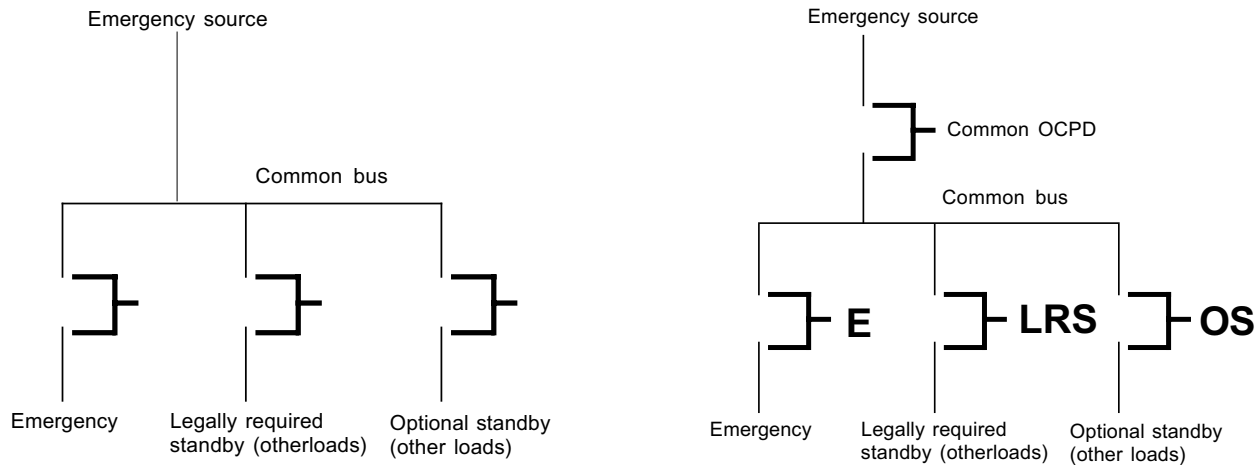 Emergency source
Common bus
Emergency
Legally required
standby (otherloads)
Optional standby
(other loads)
Emergency source
Common OCPD
Common bus
E
LRS
OS
Emergency
Legally required
standby (otherloads)
Optional standby
(other loads)